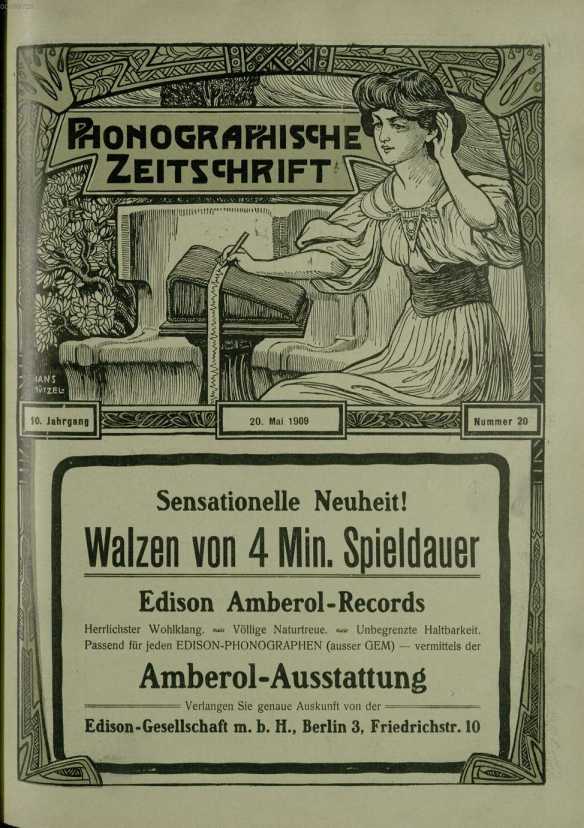 PHONOGRAPHISCHE
ZEITSCHRIFT
HANS
10. Jahrgang
20. Mai 1909
Nummer 20
Sensationelle Neuheit!
Walzen von 4 Min. Spieldauer
Edison Amberol-Records
Herrlichster Wohlklang. Völlige Naturtreue. Unbegrenzte Haltbarkeit.
Passend für jeden EDISON-PHONOGRAPHEN (ausser GEM) — vermittels der
Amberol-Ausstattung
Verlangen Sie genaue Auskunft von der
Edison-Gesellschaft m. b. H., Berlin 3, Friedrichstr. 10